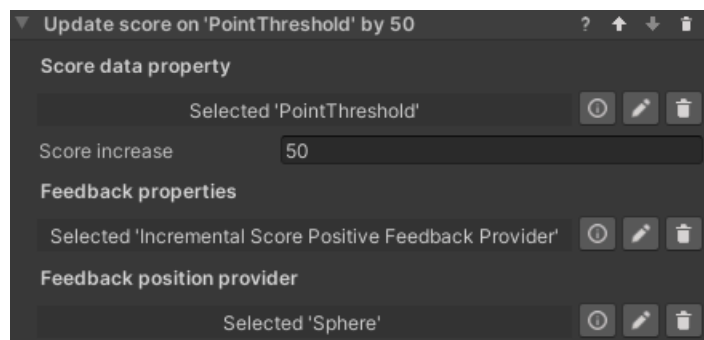 Update score on 'PointThreshold' by 50 ?
Score data property
Selected 'PointThreshold'
Score increase 50
Feedback properties
Selected 'Incremental Score Positive Feedback Provider'
Feedback position provider
Selected 'Sphere'